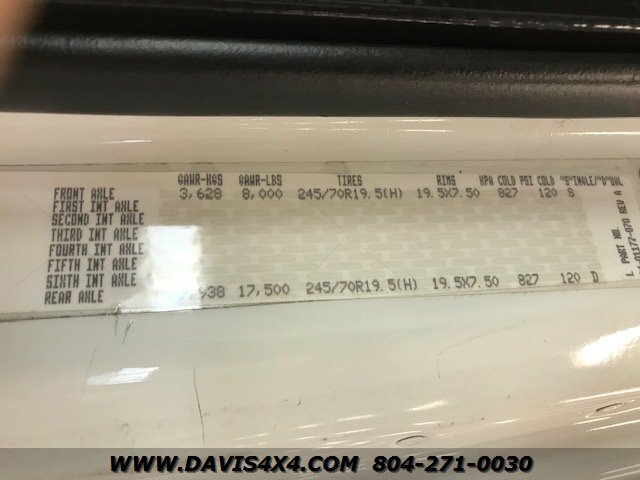 GAWR-KGS GAWR-LBS TIRES RIMS KPA COLD PSI COLD "S"INGLE/"D"UAL
FRONT AXLE 3,628 8,000 245/70R19.5(H) 19.5X7.50 827 120 S
FIRST INT AXLE
SECOND INT AXLE
THIRD INT AXLE
FOURTH INT AXLE
FIFTH INT AXLE
SIXTH INT AXLE
REAR AXLE 938 17,500 245/70R19.5(H) 19.5X7.50 827 120 D
PART NO. REV A
L -01177-070
WWW.DAVIS4X4.COM 804-271-0030